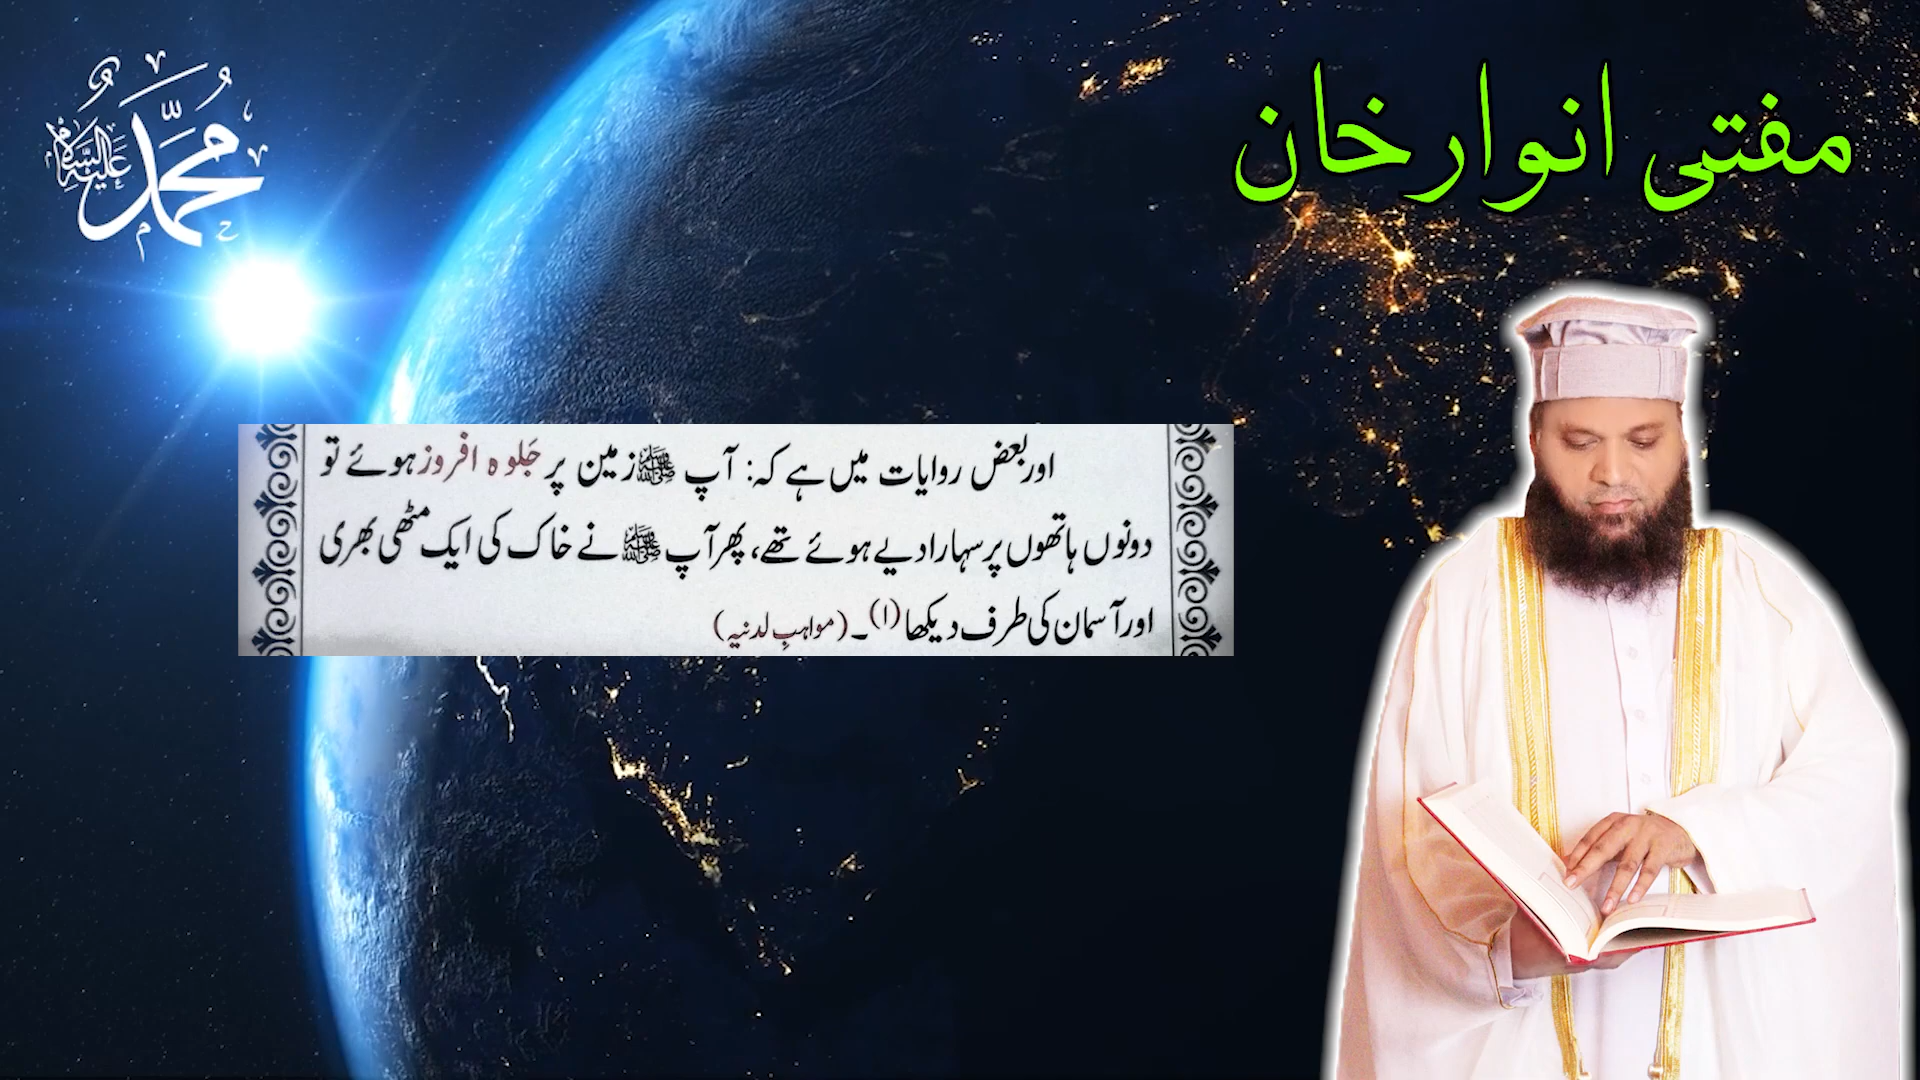 محمد عليه السلام
مفتی انوار خان
اور بعض روایات میں ہے کہ: آپ ﷺ زمین پر جَلوہ افروز ہوئے تو
دونوں ہاتھوں پر سہارا دیے ہوئے تھے، پھر آپ ﷺ نے خاک کی ایک مٹھی بھری
اور آسمان کی طرف دیکھا (۱)۔ (مواہبِ لدنیہ)